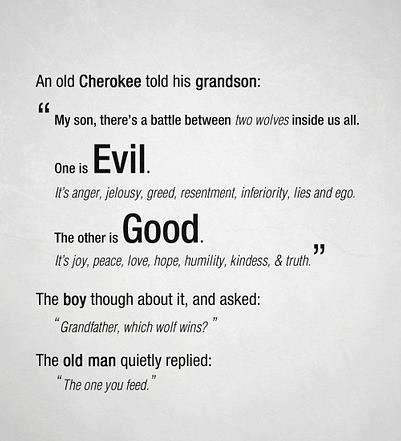 An old Cherokee told his grandson:
“ My son, there’s a battle between two wolves inside us all.
One is Evil.
It’s anger, jelousy, greed, resentment, inferiority, lies and ego.
The other is Good.
It’s joy, peace, love, hope, humility, kindess, & truth.”
The boy though about it, and asked:
“Grandfather, which wolf wins? ”
The old man quietly replied:
“The one you feed.”